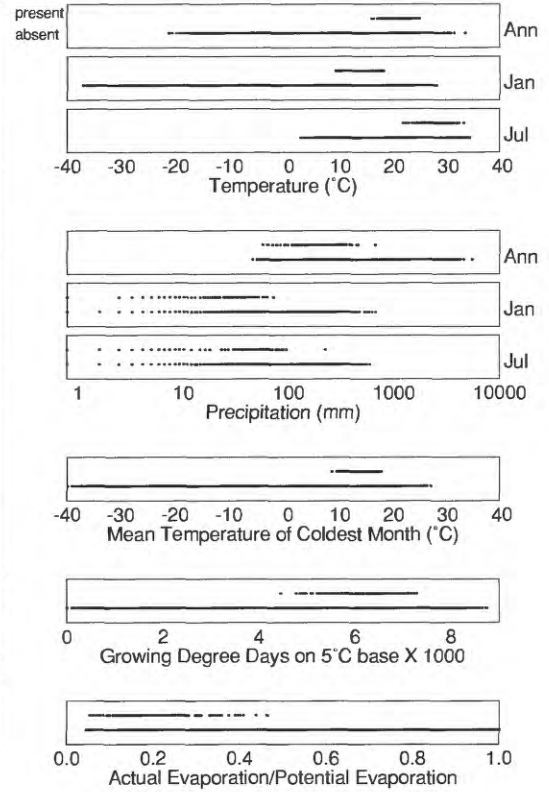 present
absent
Ann
Jan
Jul
-40 -30 -20 -10 0 10 20 30 40
Temperature (°C)
Ann
Jan
Jul
1 10 100 1000 10000
Precipitation (mm)
-40 -30 -20 -10 0 10 20 30 40
Mean Temperature of Coldest Month (°C)
0 2 4 6 8
Growing Degree Days on 5°C base X 1000
0.0 0.2 0.4 0.6 0.8 1.0
Actual Evaporation/Potential Evaporation